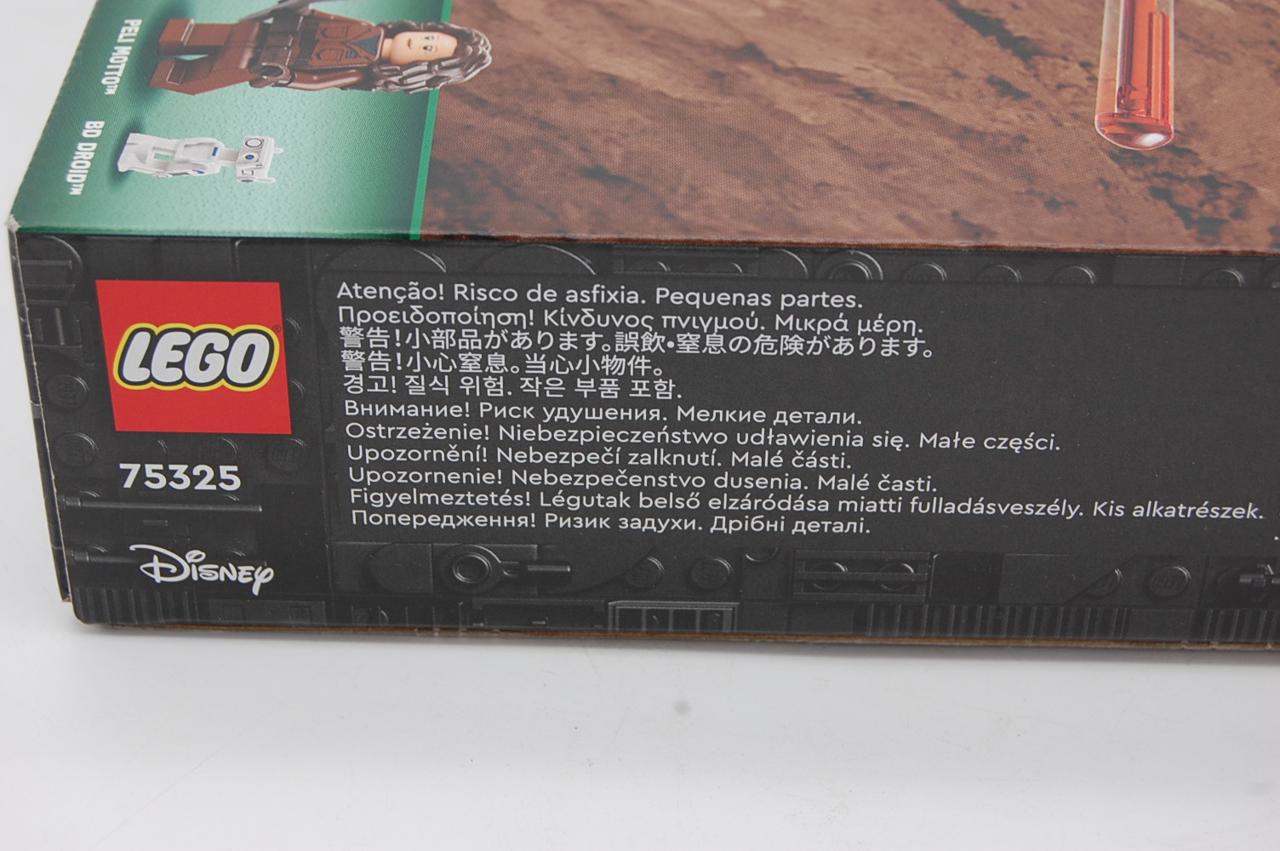 PELI MOTTO™
BD DROID™
LEGO®
75325
Disney
Atenção! Risco de asfixia. Pequenas partes.
Προειδοποίηση! Κίνδυνος πνιγμού. Μικρά μέρη.
警告！小部品があります。誤飲•窒息の危険があります。
警告！小心窒息。当心小物件。
경고! 질식 위험. 작은 부품 포함.
Внимание! Риск удушения. Мелкие детали.
Ostrzeżenie! Niebezpieczeństwo udławienia się. Małe części.
Upozornění! Nebezpečí zalknutí. Malé části.
Upozornenie! Nebezpečenstvo dusenia. Malé časti.
Figyelmeztetés! Légutak belső elzáródása miatti fulladásveszély. Kis alkatrészek.
Попередження! Ризик задухи. Дрібні деталі.